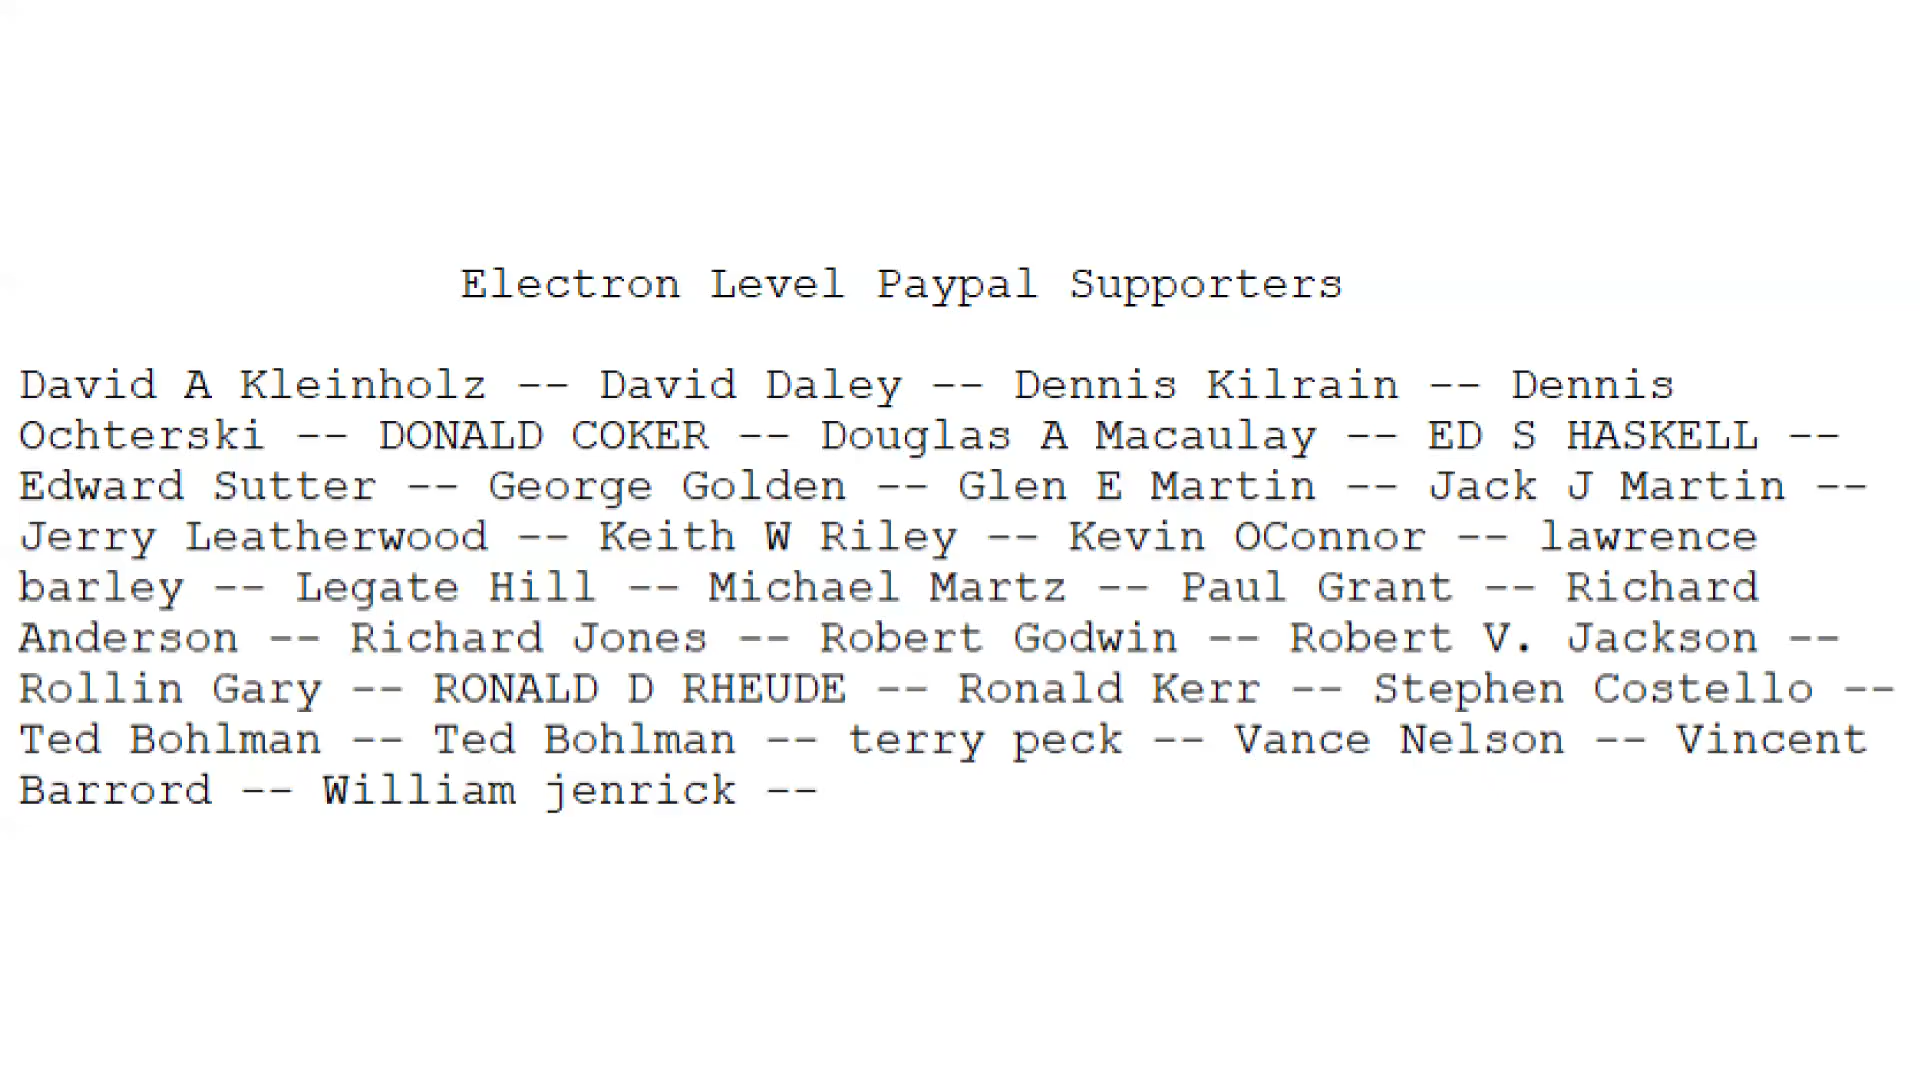 Electron Level Paypal Supporters
David A Kleinholz -- David Daley -- Dennis Kilrain -- Dennis
Ochterski -- DONALD COKER -- Douglas A Macaulay -- ED S HASKELL --
Edward Sutter -- George Golden -- Glen E Martin -- Jack J Martin --
Jerry Leatherwood -- Keith W Riley -- Kevin OConnor -- lawrence
barley -- Legate Hill -- Michael Martz -- Paul Grant -- Richard
Anderson -- Richard Jones -- Robert Godwin -- Robert V. Jackson --
Rollin Gary -- RONALD D RHEUDE -- Ronald Kerr -- Stephen Costello --
Ted Bohlman -- Ted Bohlman -- terry peck -- Vance Nelson -- Vincent
Barrord -- William jenrick --